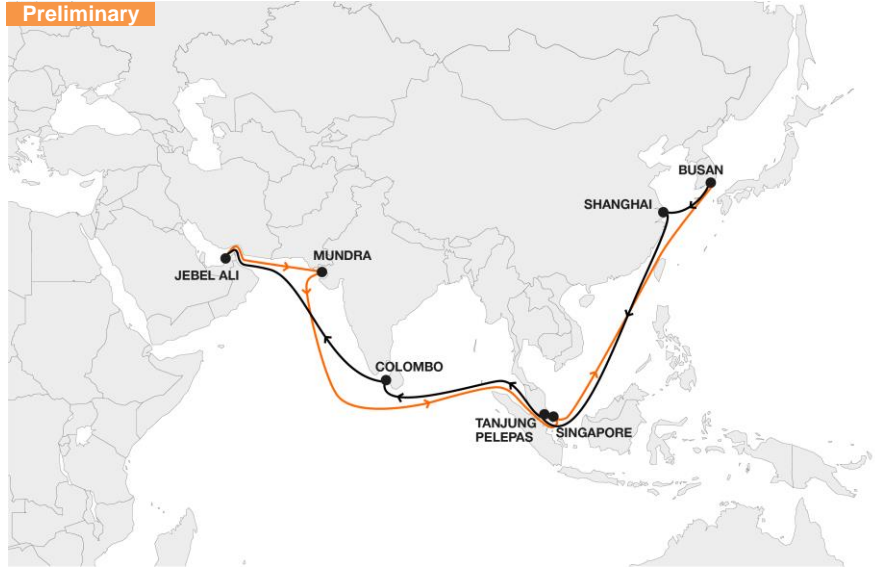 Preliminary
BUSAN
SHANGHAI
MUNDRA
JEBEL ALI
COLOMBO
TANJUNG
PELEPAS
SINGAPORE